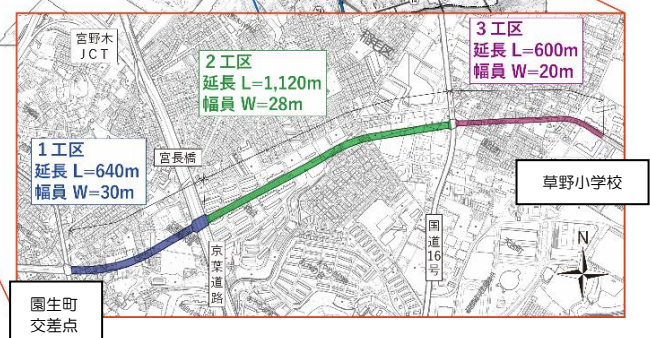 宮野木
JCT
2工区
延長 L=1,120m
幅員 W=28m
3工区
延長 L=600m
幅員 W=20m
1工区
延長 L=640m
幅員 W=30m
宮長橋
草野小学校
国道16号
京葉道路
N
園生町
交差点